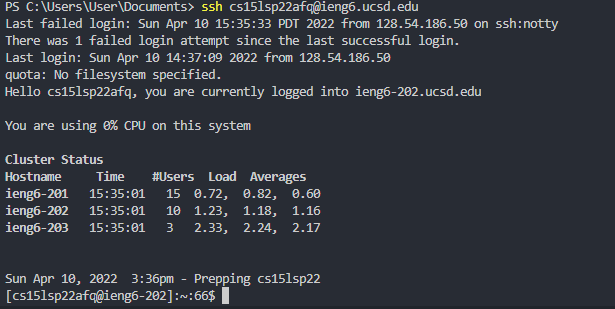 PS C:\Users\User\Documents> ssh cs15lsp22afq@ieng6.ucsd.edu
Last failed login: Sun Apr 10 15:35:33 PDT 2022 from 128.54.186.50 on ssh:notty
There was 1 failed login attempt since the last successful login.
Last login: Sun Apr 10 14:37:09 2022 from 128.54.186.50
quota: No filesystem specified.
Hello cs15lsp22afq, you are currently logged into ieng6-202.ucsd.edu
You are using 0% CPU on this system
Cluster Status
Hostname     Time    #Users  Load  Averages
ieng6-201   15:35:01   15  0.72,  0.82,  0.60
ieng6-202   15:35:01   10  1.23,  1.18,  1.16
ieng6-203   15:35:01   3   2.33,  2.24,  2.17
Sun Apr 10, 2022  3:36pm - Prepping cs15lsp22
[cs15lsp22afq@ieng6-202]:~:66$